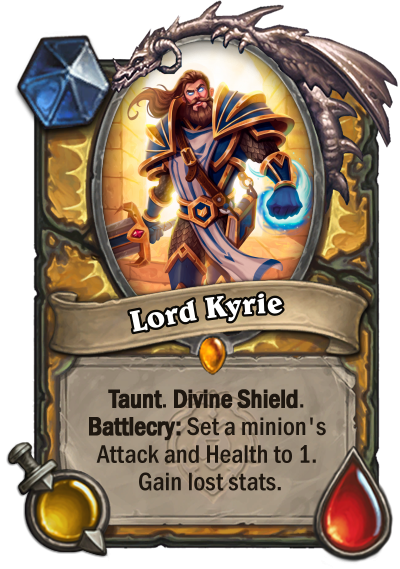 Lord Kyrie
Taunt. Divine Shield.
Battlecry: Set a minion's
Attack and Health to 1.
Gain lost stats.